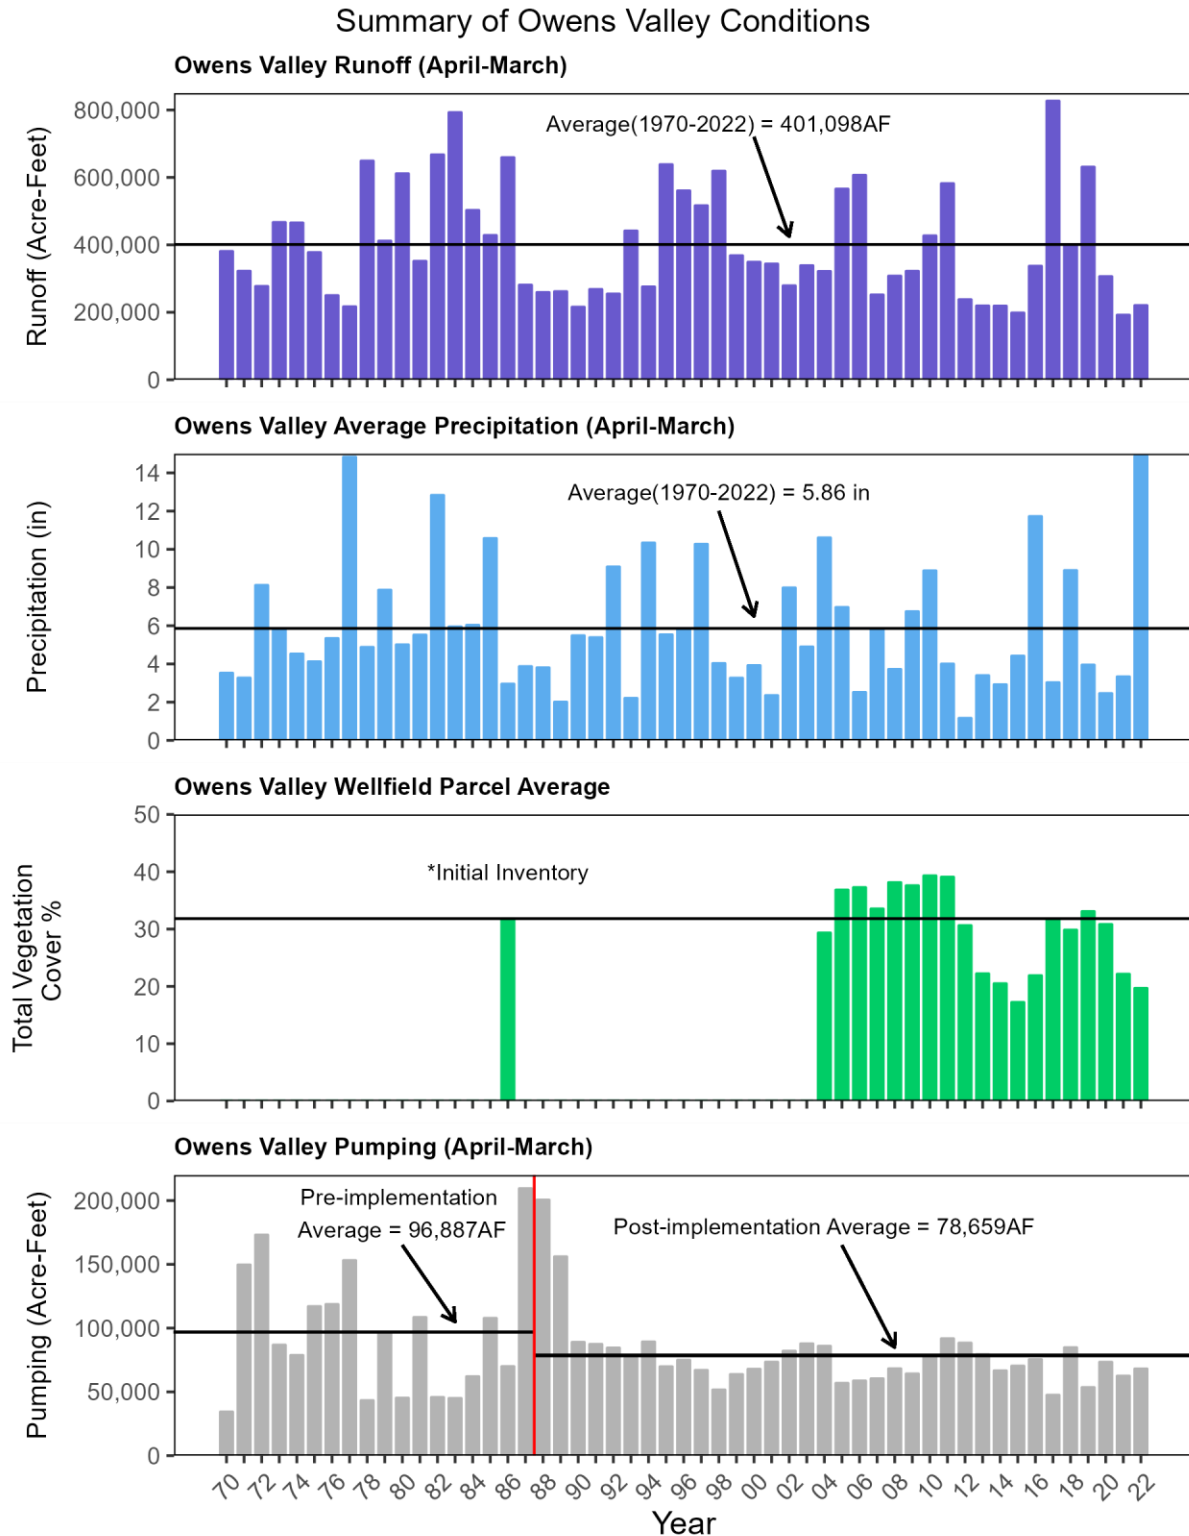 Summary of Owens Valley Conditions
Owens Valley Runoff (April-March)
Runoff (Acre-Feet)
800,000
600,000
400,000
200,000
0
Average(1970-2022) = 401,098AF
Owens Valley Average Precipitation (April-March)
Precipitation (in)
14
12
10
8
6
4
2
0
Average(1970-2022) = 5.86 in
Owens Valley Wellfield Parcel Average
Total Vegetation
Cover %
50
40
30
20
10
0
*Initial Inventory
Owens Valley Pumping (April-March)
Pumping (Acre-Feet)
200,000
150,000
100,000
50,000
0
Pre-implementation
Average = 96,887AF
Post-implementation Average = 78,659AF
70 72 74 76 78 80 82 84 86 88 90 92 94 96 98 00 02 04 06 08 10 12 14 16 18 20 22
Year